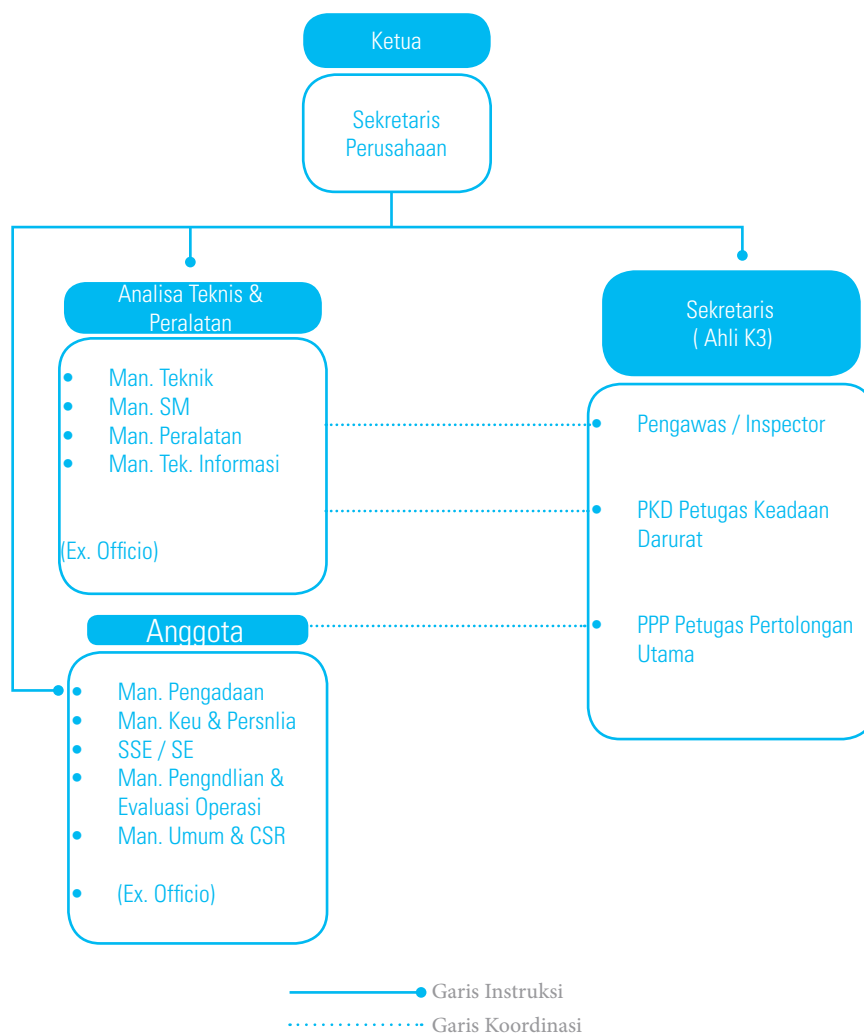 Ketua
Sekretaris
Perusahaan
Analisa Teknis &
Peralatan
• Man. Teknik
• Man. SM
• Man. Peralatan
• Man. Tek. Informasi
(Ex. Officio)
Anggota
• Man. Pengadaan
• Man. Keu & Persnlia
• SSE / SE
• Man. Pengndlian &
Evaluasi Operasi
• Man. Umum & CSR
• (Ex. Officio)
Sekretaris
( Ahli K3)
Pengawas / Inspector
PKD Petugas Keadaan
Darurat
PPP Petugas Pertolongan
Utama
Garis Instruksi
Garis Koordinasi